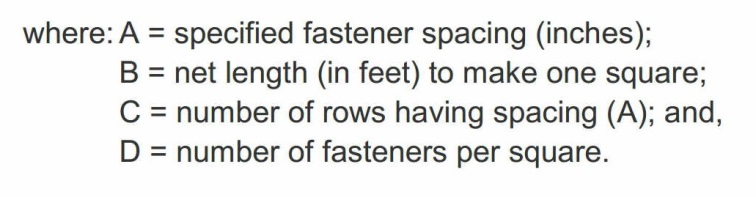 where: A = specified fastener spacing (inches);
B = net length (in feet) to make one square;
C = number of rows having spacing (A); and,
D = number of fasteners per square.